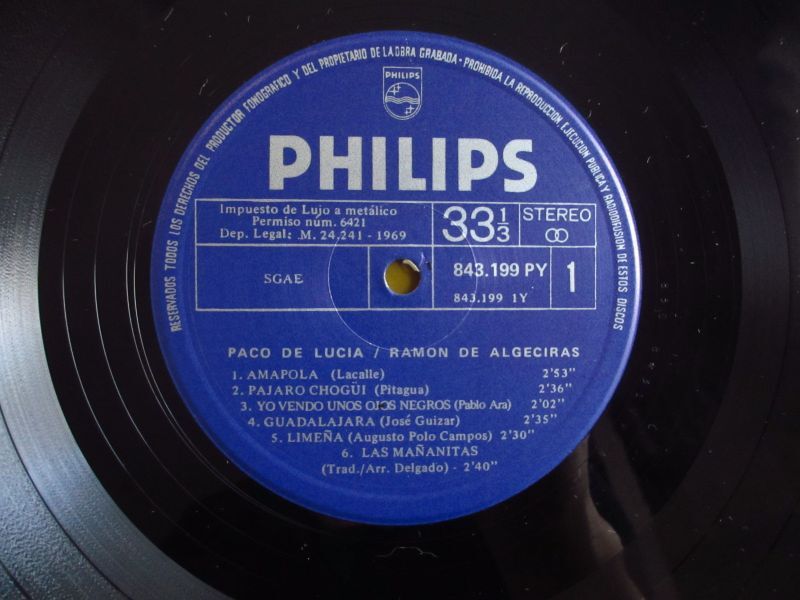 RESERVADOS TODOS LOS DERECHOS DEL PRODUCTOR FONOGRAFICO Y DEL PROPIETARIO DE LA OBRA GRABADA - PROHIBIDA LA REPRODUCCION, EJECUCION PUBLICA Y RADIODIFUSION DE ESTOS DISCOS
PHILIPS
PHILIPS
Impuesto de Lujo a metálico
Permiso núm. 6421
Dep. Legal: M. 24.241 - 1969
33 1/3
STEREO
SGAE
843.199 PY
843.199 1Y
1
PACO DE LUCIA / RAMON DE ALGECIRAS
1. AMAPOLA (Lacalle) 2'53"
2. PAJARO CHOGÜI (Pitagua) 2'36"
3. YO VENDO UNOS OJOS NEGROS (Pablo Ara) 2'02"
4. GUADALAJARA (José Guizar) 2'35"
5. LIMEÑA (Augusto Polo Campos) 2'30"
6. LAS MAÑANITAS
(Trad./Arr. Delgado) - 2'40"